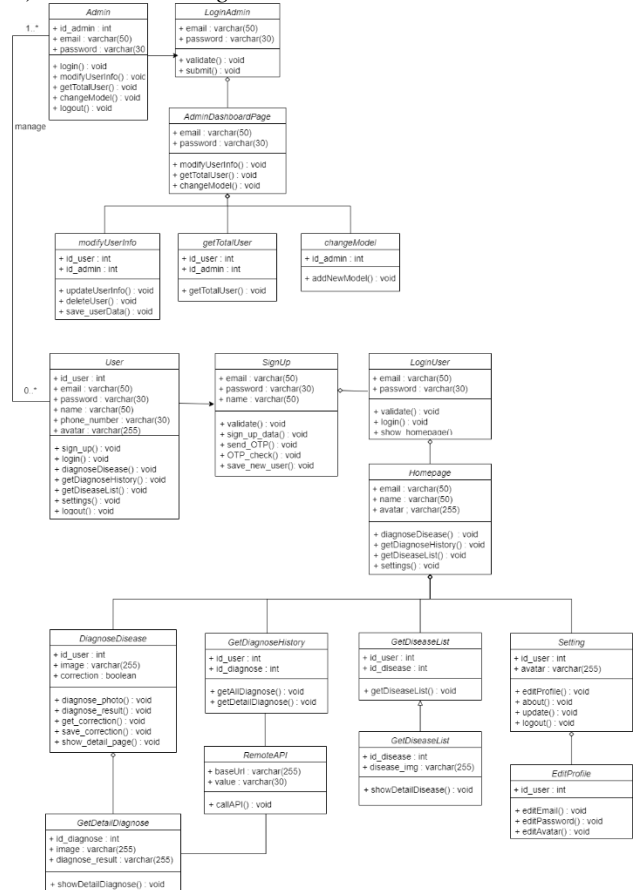 Admin
+ id_admin : int
+ email : varchar(50)
+ password : varchar(30
+ login() : void
+ modifyUserInfo() : voic
+ getTotalUser() : void
+ changeModel() : void
+ logout() : void
1..*
manage
0..*
LoginAdmin
+ email : varchar(50)
+ password : varchar(30)
+ validate() : void
+ submit() : void
AdminDashboardPage
+ email : varchar(50)
+ password : varchar(30)
+ modifyUserInfo() : void
+ getTotalUser() : void
+ changeModel() : void
modifyUserInfo
+ id_user : int
+ id_admin : int
+ updateUserInfo() : void
+ deleteUser() : void
+ save_userData() : void
getTotalUser
+ id_user : int
+ id_admin : int
+ getTotalUser() : void
changeModel
+ id_admin : int
+ addNewModel() : void
User
+ id_user : int
+ email : varchar(50)
+ password : varchar(30)
+ name : varchar(50)
+ phone_number : varchar(30)
+ avatar : varchar(255)
+ sign_up() : void
+ login() : void
+ diagnoseDisease() : void
+ getDiagnoseHistory() : void
+ getDiseaseList() : void
+ settings() : void
+ logout() : void
SignUp
+ email : varchar(50)
+ password : varchar(30)
+ name : varchar(50)
+ validate() : void
+ sign_up_data() : void
+ send_OTP() : void
+ OTP_check() : void
+ save_new_user() : void
LoginUser
+ email : varchar(50)
+ password : varchar(30)
+ validate() : void
+ login() : void
+ show_homepage() : void
Homepage
+ email : varchar(50)
+ name : varchar(50)
+ avatar : varchar(255)
+ diagnoseDisease() : void
+ getDiagnoseHistory() : void
+ getDiseaseList() : void
+ settings() : void
DiagnoseDisease
+ id_user : int
+ image : varchar(255)
+ correction : boolean
+ diagnose_photo() : void
+ diagnose_result() : void
+ get_correction() : void
+ save_correction() : void
+ show_detail_page() : void
GetDiagnoseHistory
+ id_user : int
+ id_diagnose : int
+ getAllDiagnose() : void
+ getDetailDiagnose() : void
GetDiseaseList
+ id_user : int
+ id_disease : int
+ getDiseaseList() : void
Setting
+ id_user : int
+ avatar : varchar(255)
+ editProfile() : void
+ about() : void
+ update() : void
+ logout() : void
RemoteAPI
+ baseUrl : varchar(255)
+ value : varchar(30)
+ callAPI() : void
GetDiseaseList
+ id_disease : int
+ disease_img : varchar(255)
+ showDetailDisease() : void
EditProfile
+ id_user : int
+ editEmail() : void
+ editPassword() : void
+ editAvatar() : void
GetDetailDiagnose
+ id_diagnose : int
+ image : varchar(255)
+ diagnose_result : varchar(255)
+ showDetailDiagnose() : void